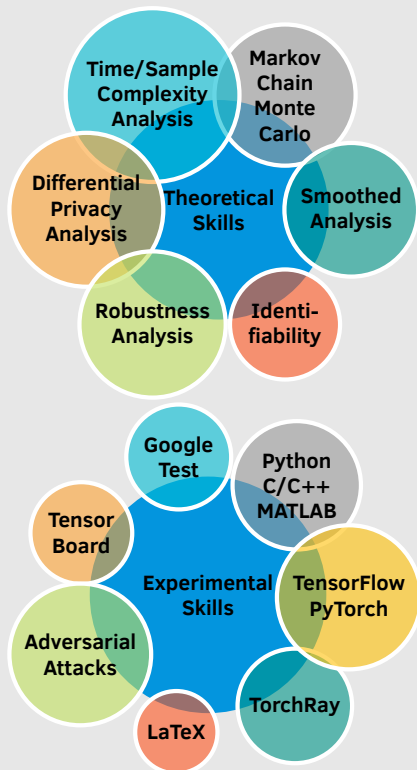 Time/Sample
Complexity
Analysis
Markov
Chain
Monte
Carlo
Differential
Privacy
Analysis
Theoretical
Skills
Smoothed
Analysis
Robustness
Analysis
Identi-
fiability
Google
Test
Python
C/C++
MATLAB
Tensor
Board
Experimental
Skills
TensorFlow
PyTorch
Adversarial
Attacks
LaTeX
TorchRay